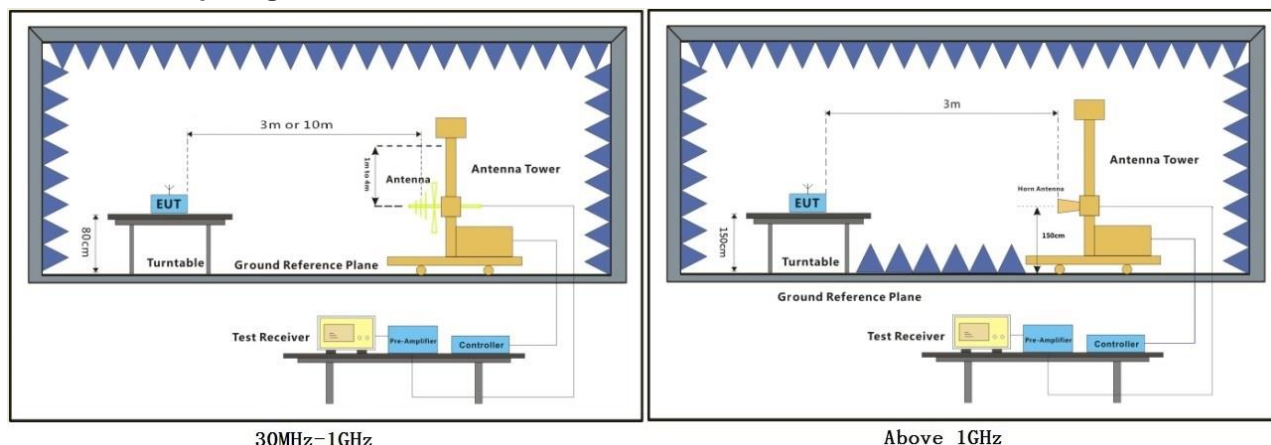 3m or 10m
1m to 4m
Antenna
Antenna Tower
EUT
80cm
Turntable
Ground Reference Plane
Test Receiver
Pre-Amplifier
Controller
30MHz-1GHz
3m
Antenna Tower
Horn Antenna
EUT
150cm
150cm
Turntable
Ground Reference Plane
Test Receiver
Pre-Amplifier
Controller
Above 1GHz